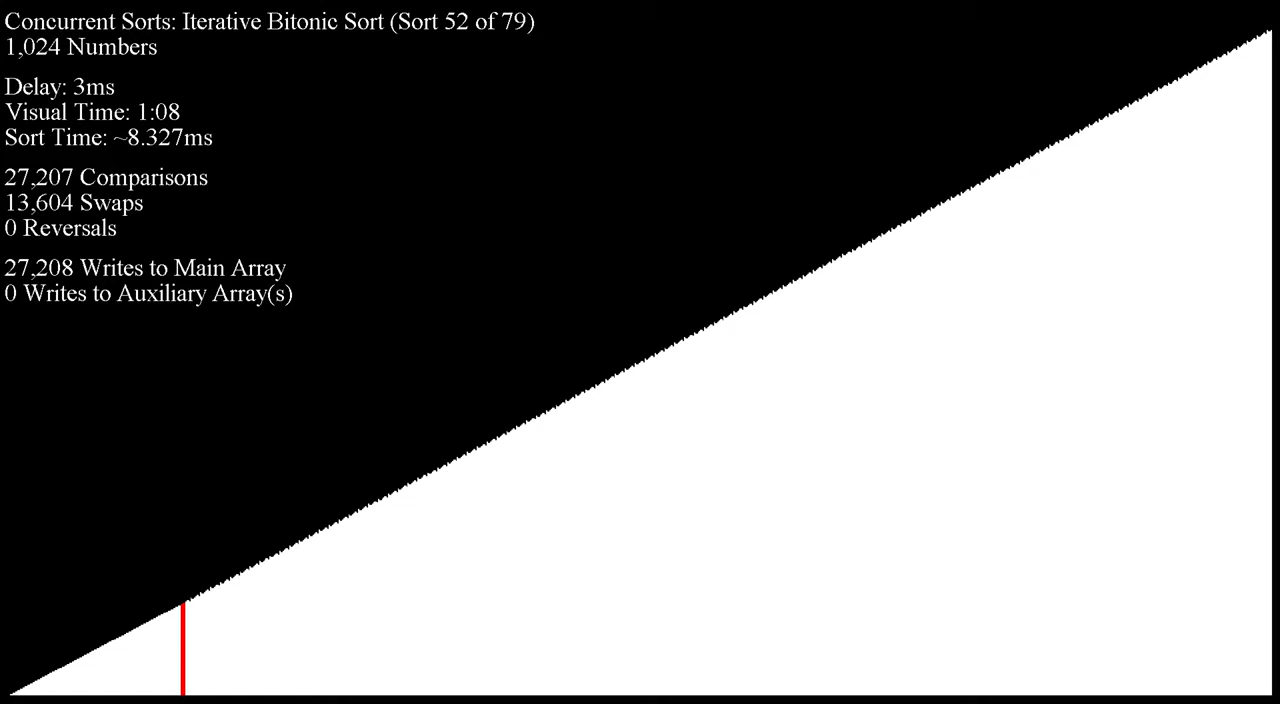 Concurrent Sorts: Iterative Bitonic Sort (Sort 52 of 79)
1,024 Numbers
Delay: 3ms
Visual Time: 1:08
Sort Time: ~8.327ms
27,207 Comparisons
13,604 Swaps
0 Reversals
27,208 Writes to Main Array
0 Writes to Auxiliary Array(s)